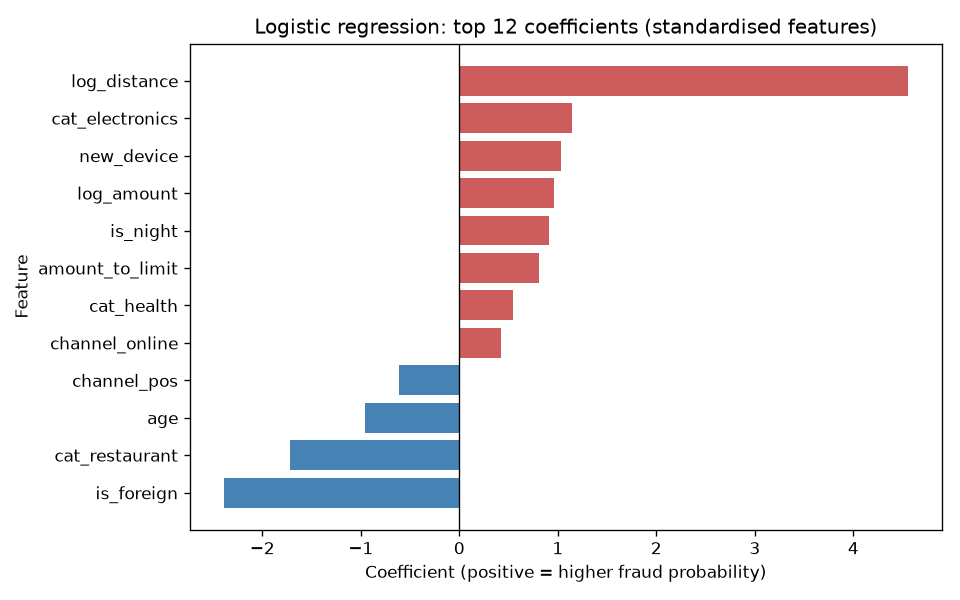 Logistic regression: top 12 coefficients (standardised features)
Feature
log_distance
cat_electronics
new_device
log_amount
is_night
amount_to_limit
cat_health
channel_online
channel_pos
age
cat_restaurant
is_foreign
−2 −1 0 1 2 3 4
Coefficient (positive = higher fraud probability)